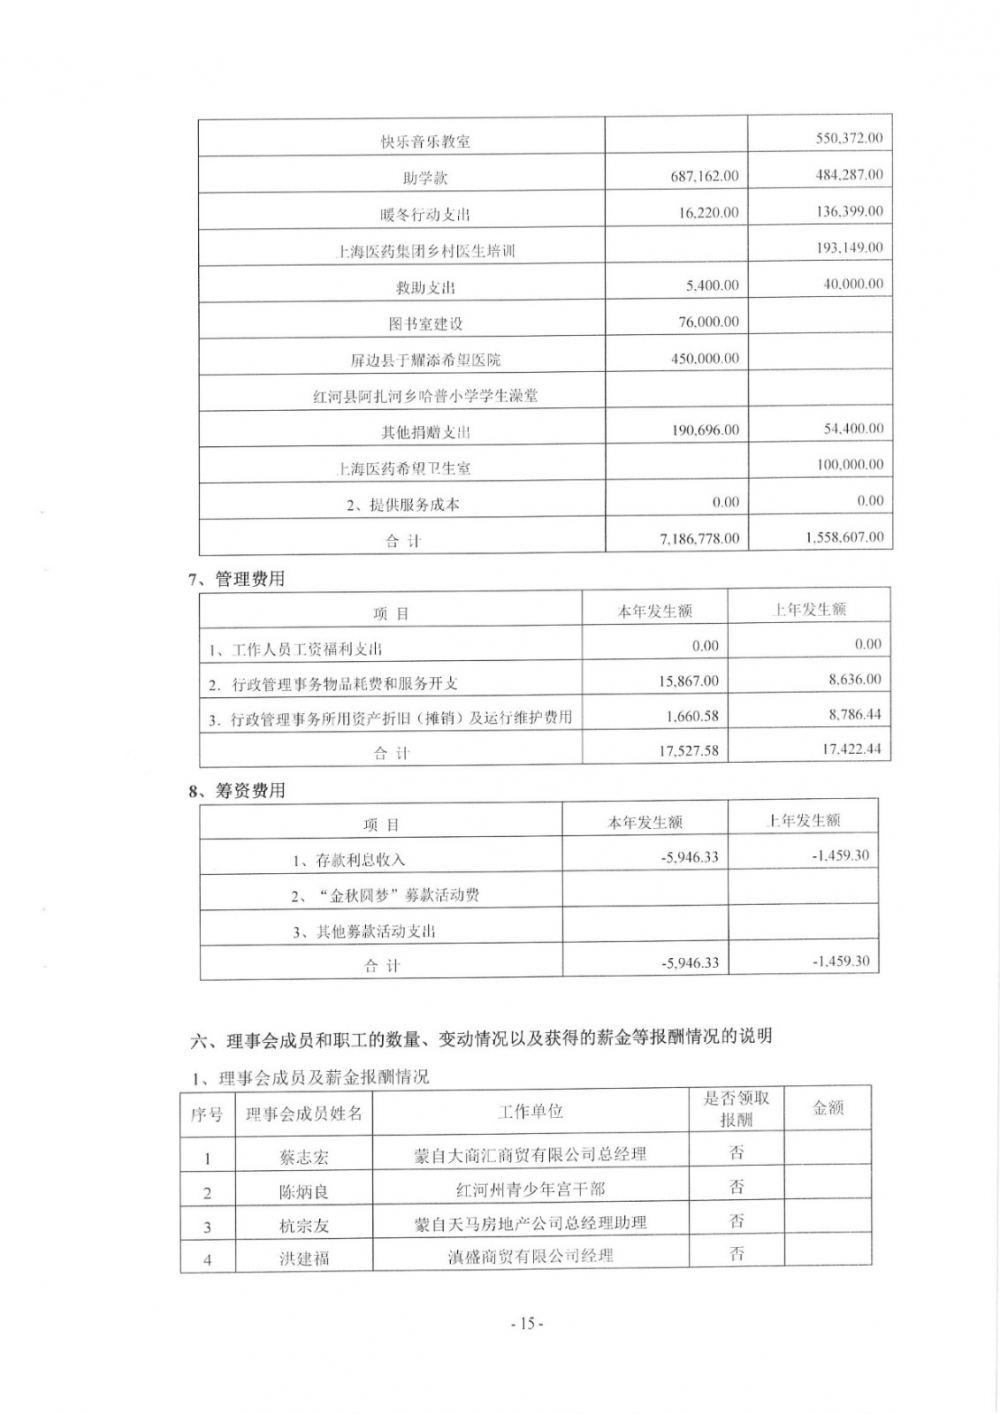 快乐音乐教室 550,372.00
助学款 687,162.00 484,287.00
暖冬行动支出 16,220.00 136,399.00
上海医药集团乡村医生培训 193,149.00
救助支出 5,400.00 40,000.00
图书室建设 76,000.00
屏边县于耀添希望医院 450,000.00
红河县阿扎河乡哈普小学学生澡堂
其他捐赠支出 190,696.00 54,400.00
上海医药希望卫生室 100,000.00
2、提供服务成本 0.00 0.00
合 计 7,186,778.00 1,558,607.00
7、管理费用
项 目 本年发生额 上年发生额
1、工作人员工资福利支出 0.00 0.00
2．行政管理事务物品耗费和服务开支 15,867.00 8,636.00
3．行政管理事务所用资产折旧（摊销）及运行维护费用 1,660.58 8,786.44
合 计 17,527.58 17,422.44
8、筹资费用
项 目 本年发生额 上年发生额
1、存款利息收入 -5,946.33 -1,459.30
2、“金秋圆梦”募款活动费
3、其他募款活动支出
合 计 -5,946.33 -1,459.30
六、理事会成员和职工的数量、变动情况以及获得的薪金等报酬情况的说明
1、理事会成员及薪金报酬情况
序号 理事会成员姓名 工作单位 是否领取报酬 金额
1 蔡志宏 蒙自大商汇商贸有限公司总经理 否
2 陈炳良 红河州青少年宫干部 否
3 杭宗友 蒙自天马房地产公司总经理助理 否
4 洪建福 滇盛商贸有限公司经理 否
- 15 -